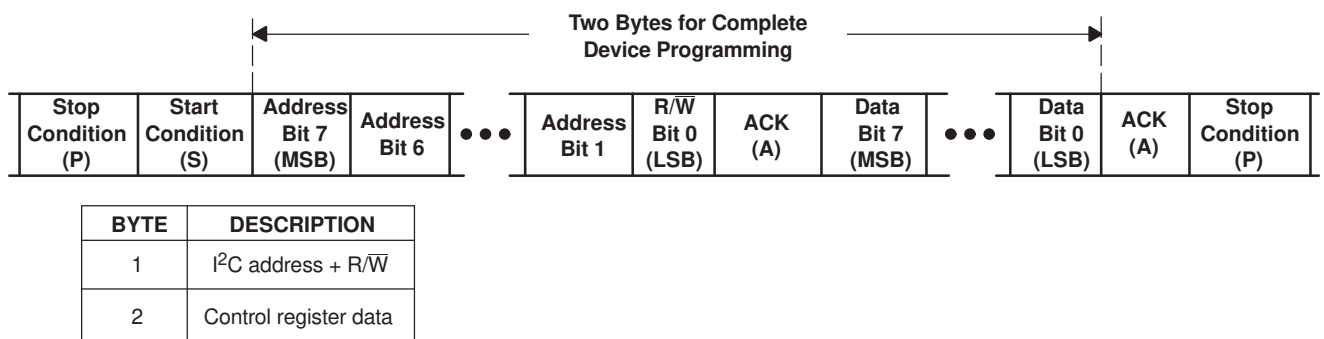 Two Bytes for Complete
Device Programming
Stop Condition (P)
Start Condition (S)
Address Bit 7 (MSB)
Address Bit 6
•••
Address Bit 1
R/W̅ Bit 0 (LSB)
ACK (A)
Data Bit 7 (MSB)
•••
Data Bit 0 (LSB)
ACK (A)
Stop Condition (P)
BYTE DESCRIPTION
1 I²C address + R/W̅
2 Control register data